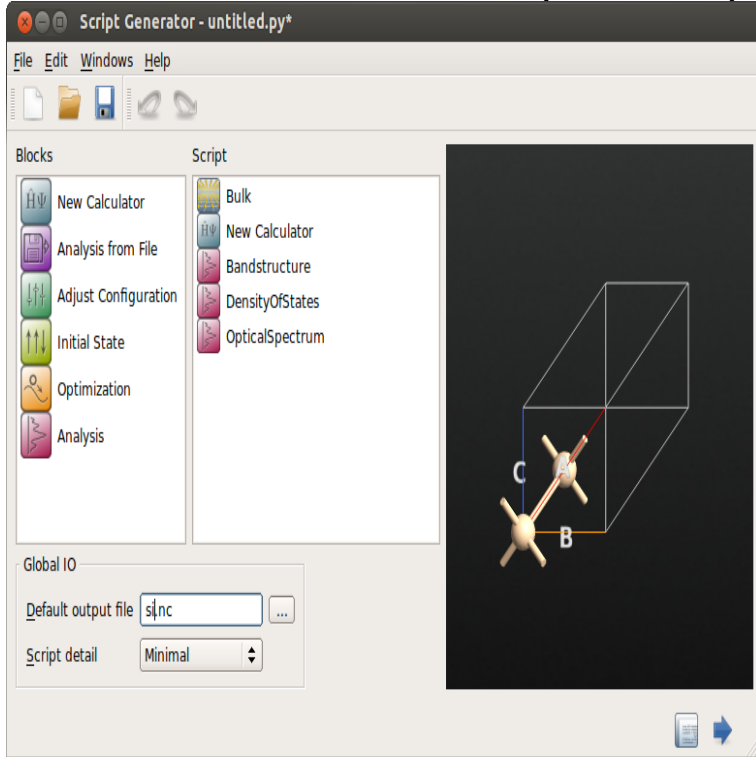 Script Generator - untitled.py*
File Edit Windows Help
Blocks
Script
New Calculator
Analysis from File
Adjust Configuration
Initial State
Optimization
Analysis
Bulk
New Calculator
Bandstructure
DensityOfStates
OpticalSpectrum
A
C
B
Global IO
Default output file si.nc ...
Script detail Minimal